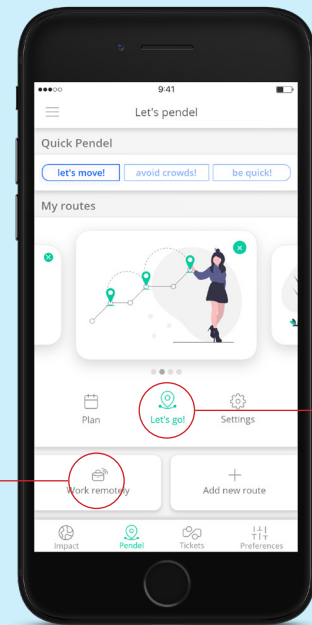 9:41
Let's pendel
Quick Pendel
let's move! avoid crowds! be quick!
My routes
Plan Let's go! Settings
Work remotely Add new route
Impact Pendel Tickets Preferences